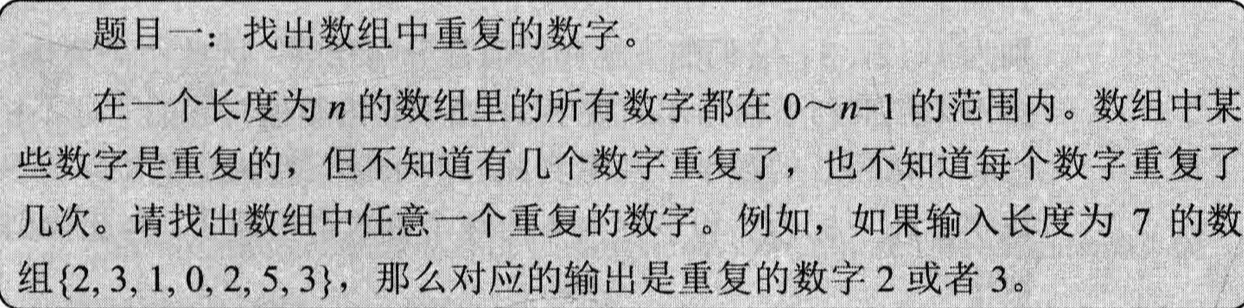 题目一：找出数组中重复的数字。
在一个长度为 n 的数组里的所有数字都在 0～n–1 的范围内。数组中某
些数字是重复的，但不知道有几个数字重复了，也不知道每个数字重复了
几次。请找出数组中任意一个重复的数字。例如，如果输入长度为 7 的数
组{2, 3, 1, 0, 2, 5, 3}，那么对应的输出是重复的数字 2 或者 3。